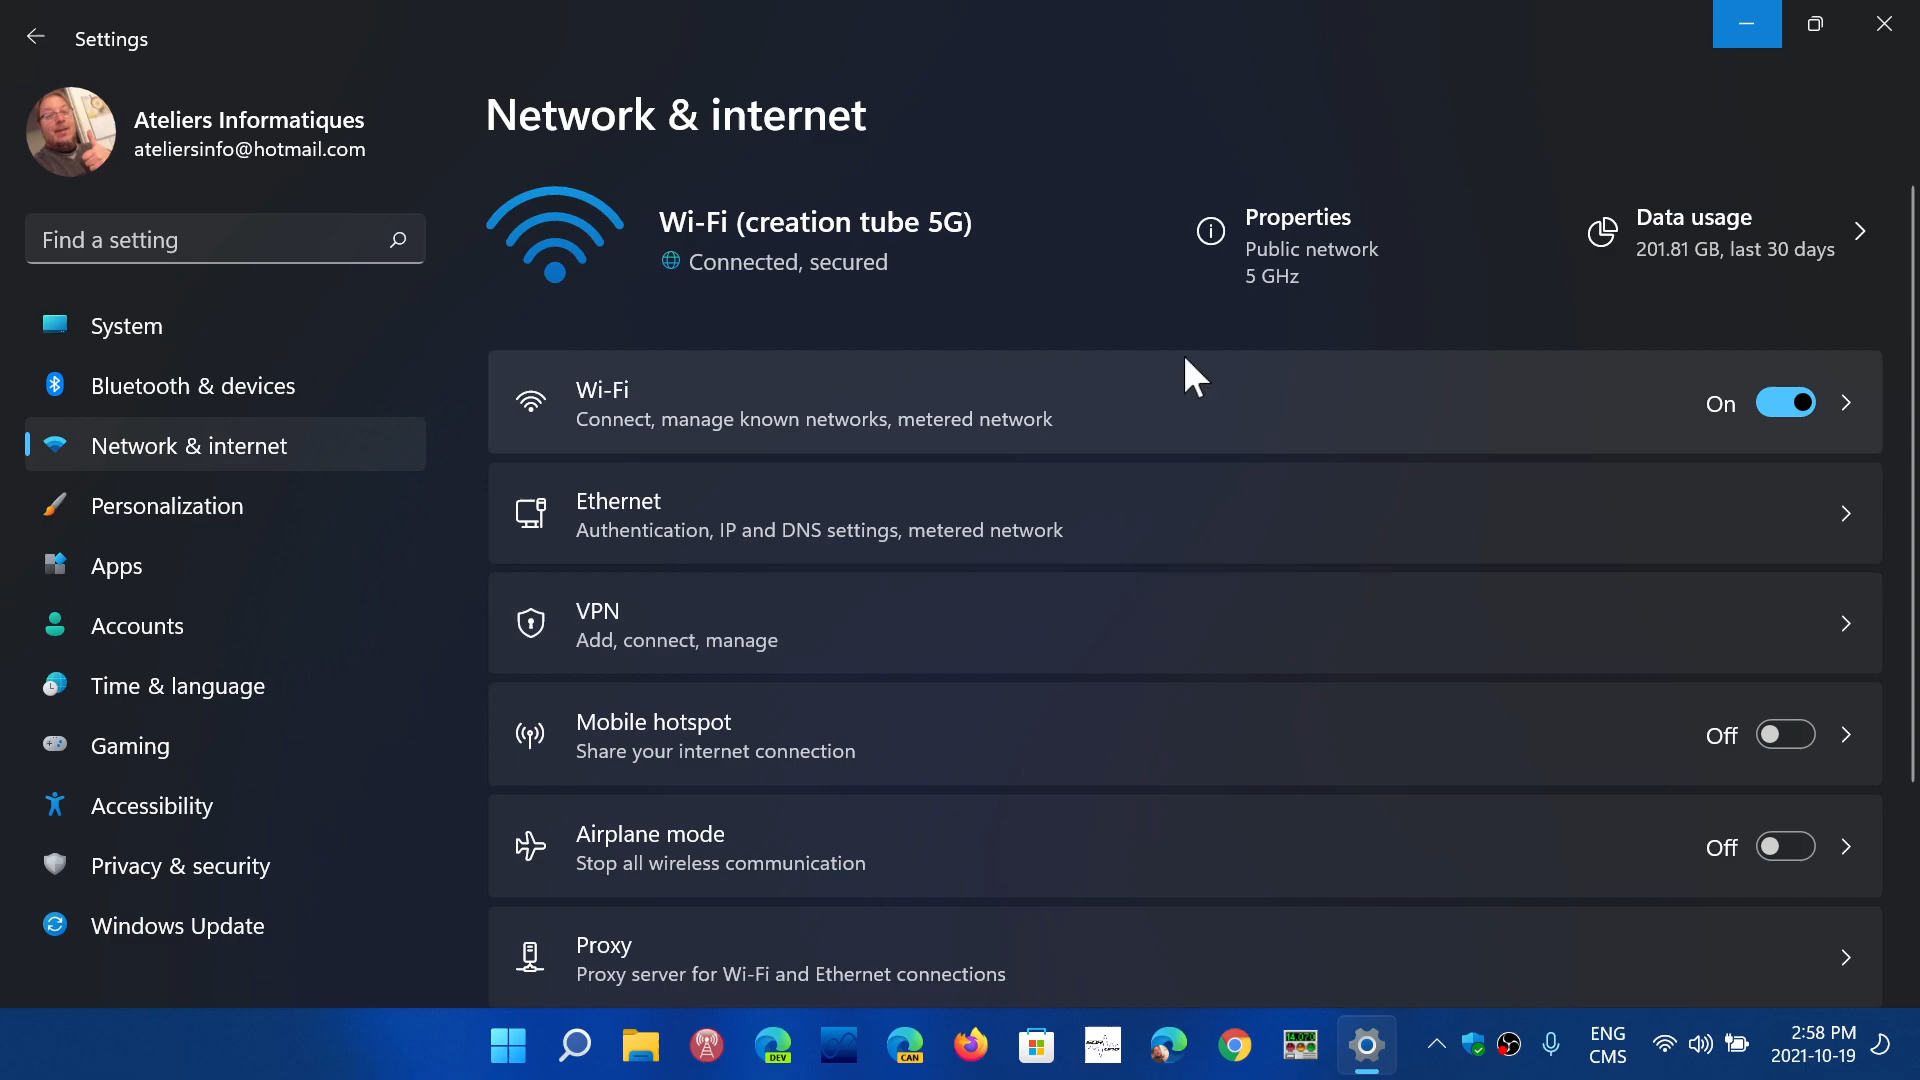 Settings
Ateliers Informatiques
ateliersinfo@hotmail.com
Find a setting
System
Bluetooth & devices
Network & internet
Personalization
Apps
Accounts
Time & language
Gaming
Accessibility
Privacy & security
Windows Update
Network & internet
Wi-Fi (creation tube 5G)
Connected, secured
Properties
Public network
5 GHz
Data usage
201.81 GB, last 30 days
Wi-Fi
Connect, manage known networks, metered network
On
Ethernet
Authentication, IP and DNS settings, metered network
VPN
Add, connect, manage
Mobile hotspot
Share your internet connection
Off
Airplane mode
Stop all wireless communication
Off
Proxy
Proxy server for Wi-Fi and Ethernet connections
DEV
CAN
ENG
CMS
2:58 PM
2021-10-19